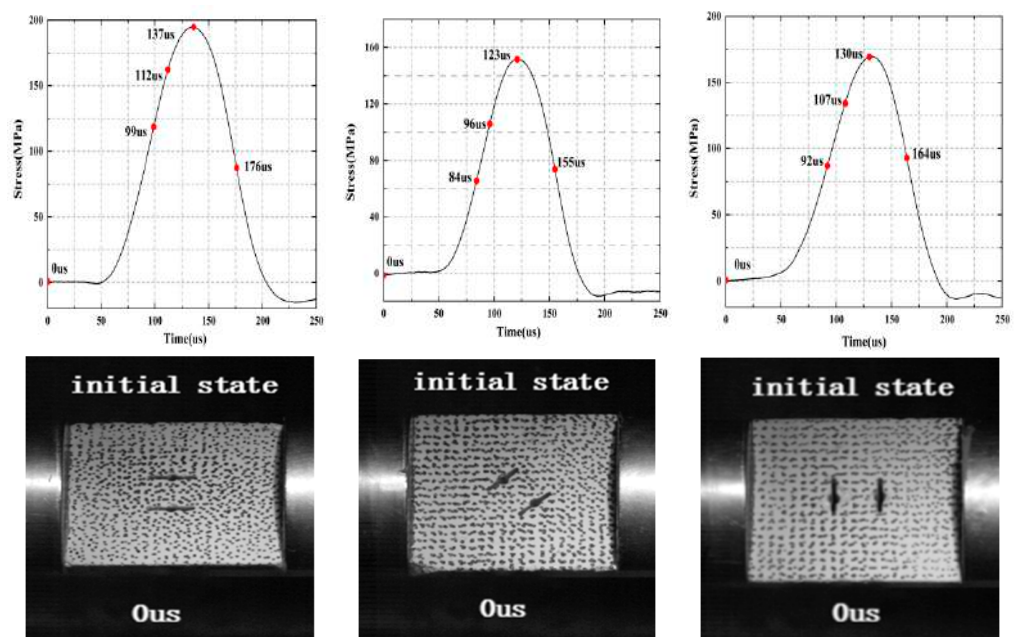 200
150
100
50
0
Stress(MPa)
137us
112us
99us
176us
0us
0
50
100
150
200
250
Time(us)
160
120
80
40
0
Stress(MPa)
123us
96us
84us
155us
0us
0
50
100
150
200
250
Time(us)
200
150
100
50
0
Stress(MPa)
130us
107us
92us
164us
0us
0
50
100
150
200
250
Time(us)
initial state
0us
initial state
0us
initial state
0us